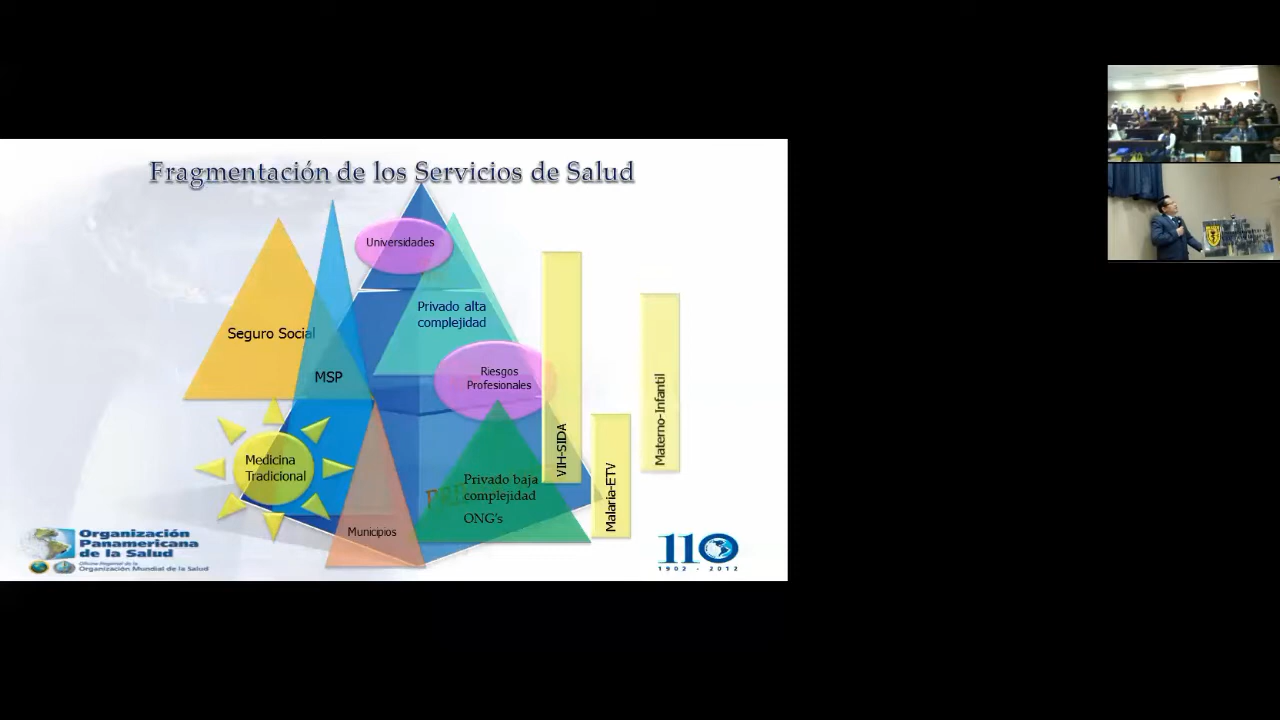 Fragmentación de los Servicios de Salud
Universidades
Privado alta
complejidad
Seguro Social
MSP
Riesgos
Profesionales
VIH-SIDA
Malaria-ETV
Materno-Infantil
Medicina
Tradicional
Privado baja
complejidad
ONG's
Municipios
Organización
Panamericana
de la Salud
Oficina Regional de la
Organización Mundial de la Salud
110
1902 - 2012